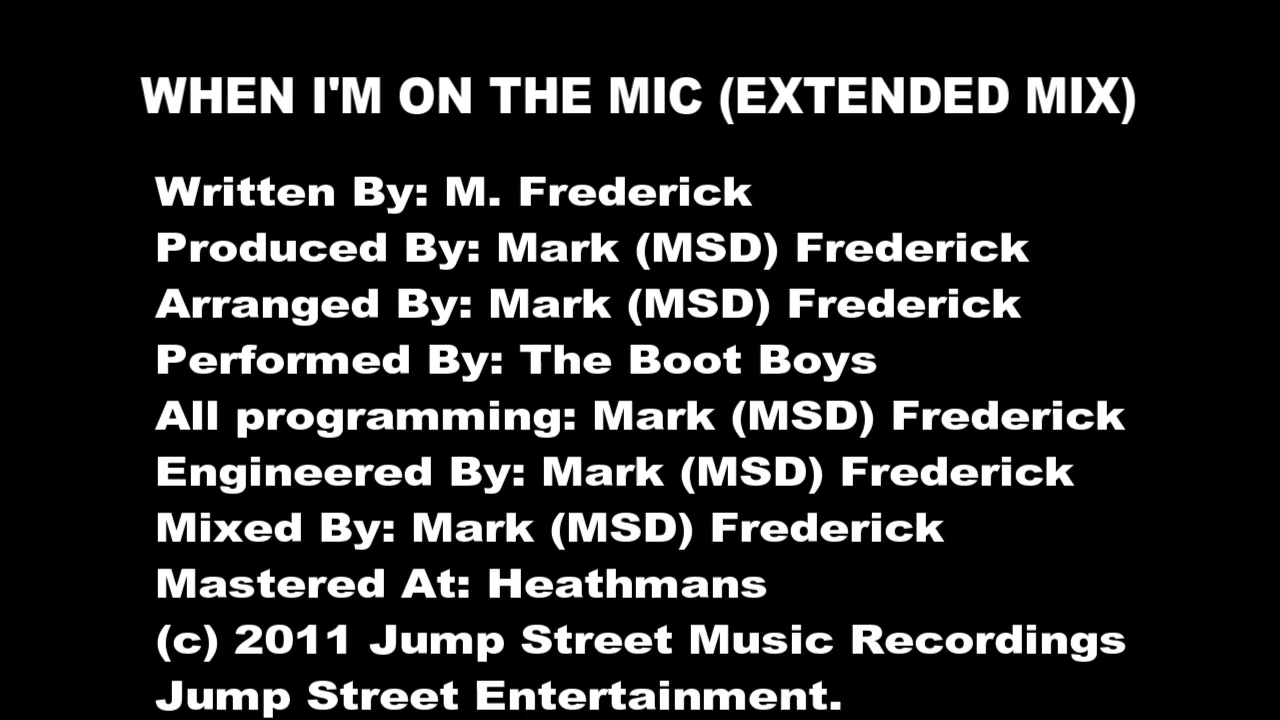 WHEN I'M ON THE MIC (EXTENDED MIX)
Written By: M. Frederick
Produced By: Mark (MSD) Frederick
Arranged By: Mark (MSD) Frederick
Performed By: The Boot Boys
All programming: Mark (MSD) Frederick
Engineered By: Mark (MSD) Frederick
Mixed By: Mark (MSD) Frederick
Mastered At: Heathmans
(c) 2011 Jump Street Music Recordings
Jump Street Entertainment.